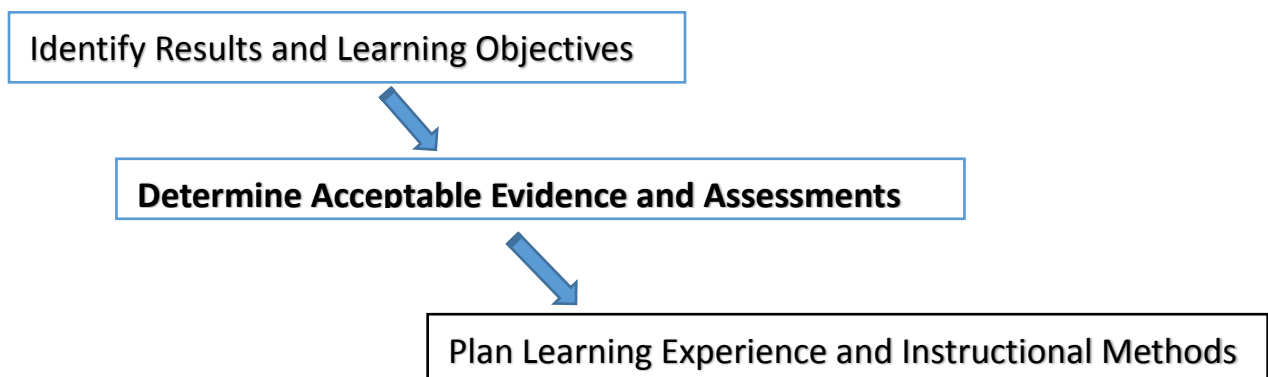 Identify Results and Learning Objectives
Determine Acceptable Evidence and Assessments
Plan Learning Experience and Instructional Methods